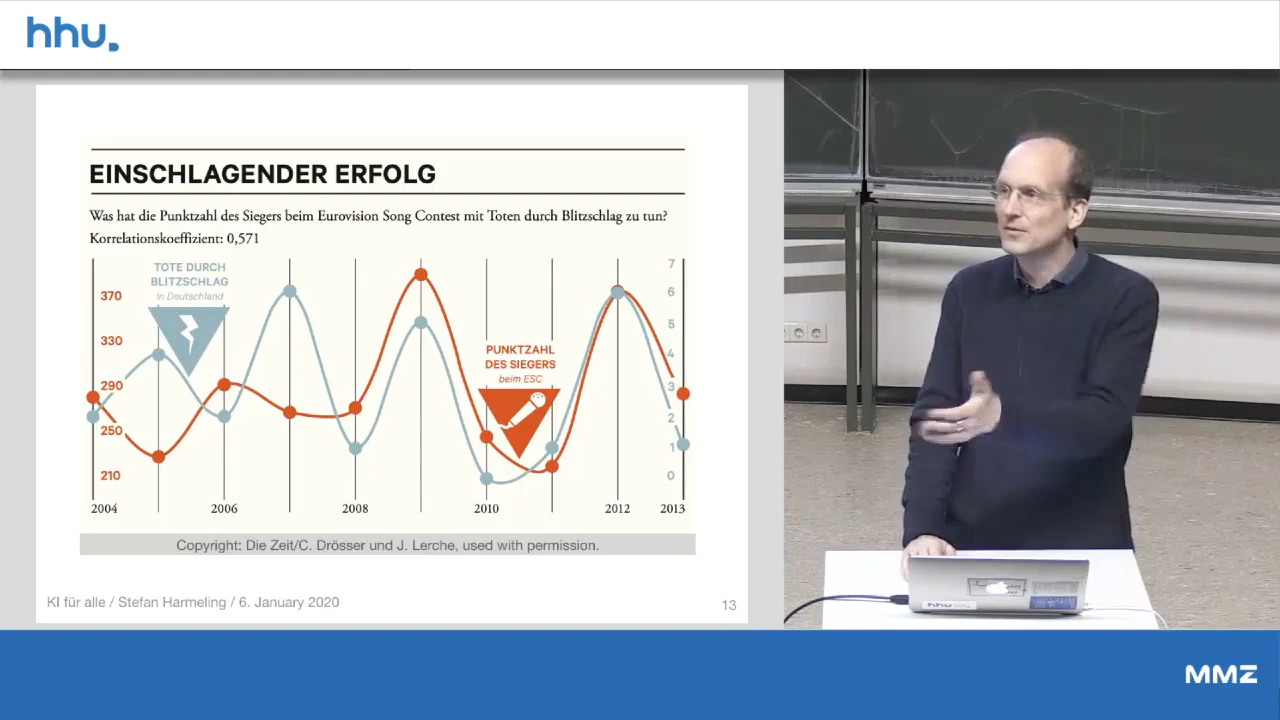 hhu.
EINSCHLAGENDER ERFOLG
Was hat die Punktzahl des Siegers beim Eurovision Song Contest mit Toten durch Blitzschlag zu tun?
Korrelationskoeffizient: 0,571
TOTE DURCH
BLITZSCHLAG
in Deutschland
370
330
290
250
210
PUNKTZAHL
DES SIEGERS
beim ESC
7
6
5
4
3
2
1
0
2004 2006 2008 2010 2012 2013
Copyright: Die Zeit/C. Drösser und J. Lerche, used with permission.
KI für alle / Stefan Harmeling / 6. January 2020
13
hhu
MMZ